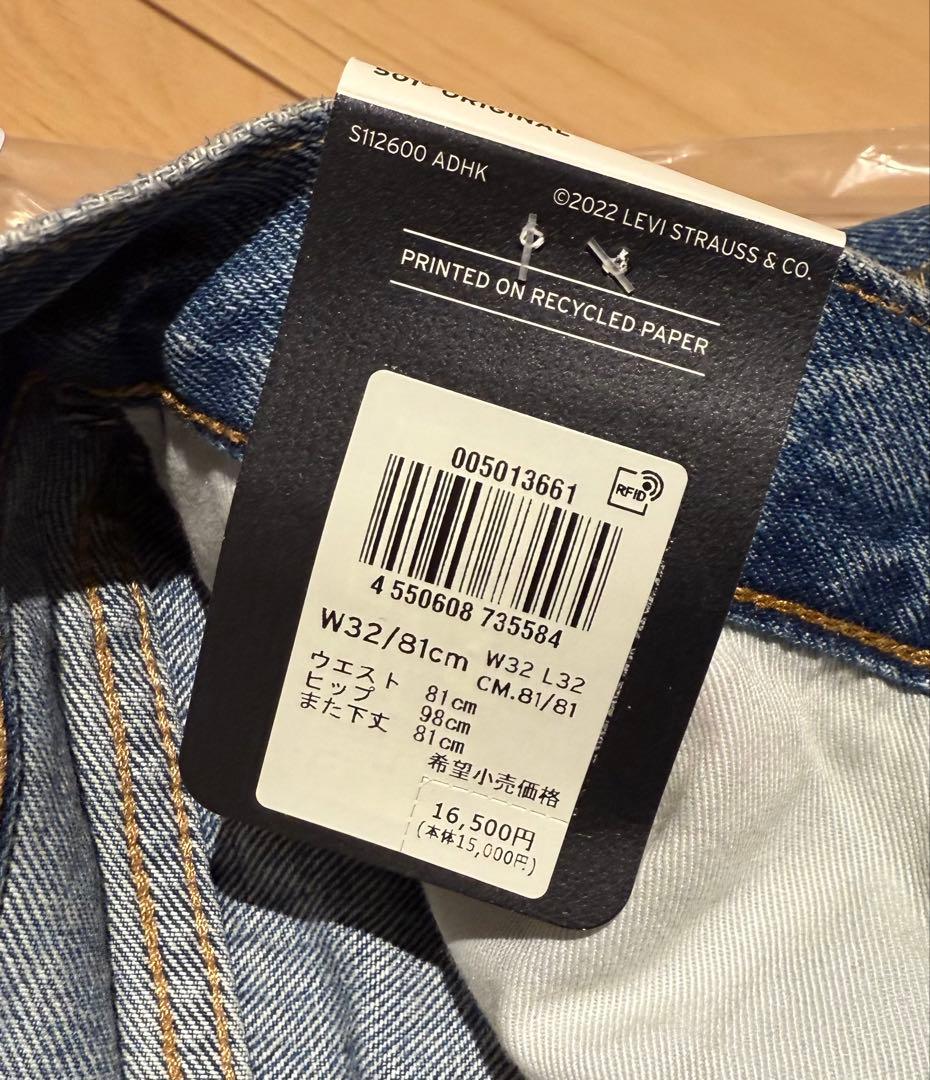 501® ORIGINAL
S112600 ADHK
©2022 LEVI STRAUSS & CO.
PRINTED ON RECYCLED PAPER
005013661
RFID
4 550608 735584
W32/81cm
W32 L32
CM.81/81
ウエスト 81cm
ヒップ 98cm
また下丈 81cm
希望小売価格
16,500円
(本体15,000円)